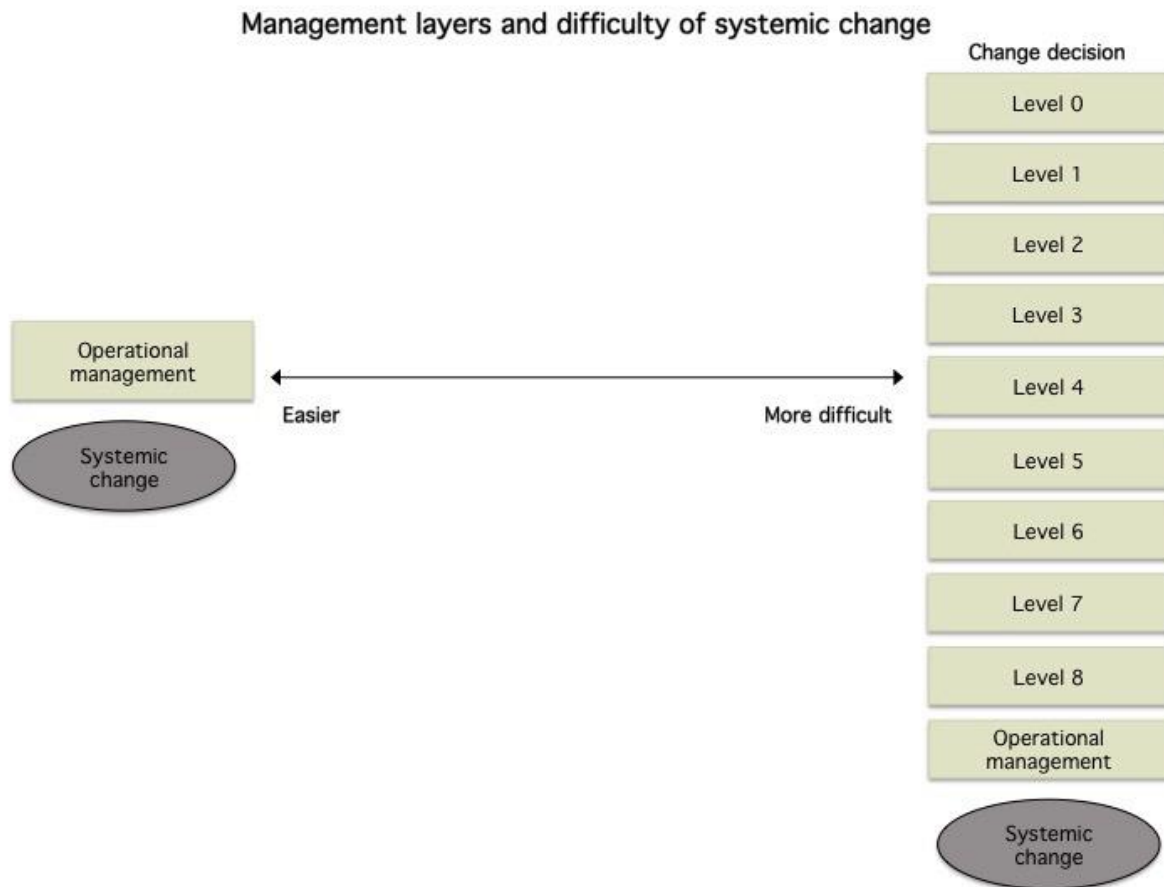 Management layers and difficulty of systemic change
Change decision
Level 0
Level 1
Level 2
Level 3
Operational
management
Easier
More difficult
Level 4
Systemic
change
Level 5
Level 6
Level 7
Level 8
Operational
management
Systemic
change